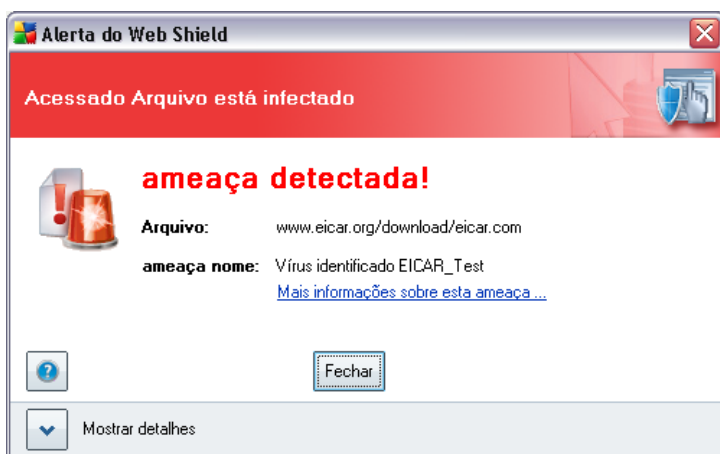 Alerta do Web Shield
Acessado Arquivo está infectado
ameaça detectada!
Arquivo: www.eicar.org/download/eicar.com
ameaça nome: Vírus identificado EICAR_Test
Mais informações sobre esta ameaça ...
Fechar
Mostrar detalhes